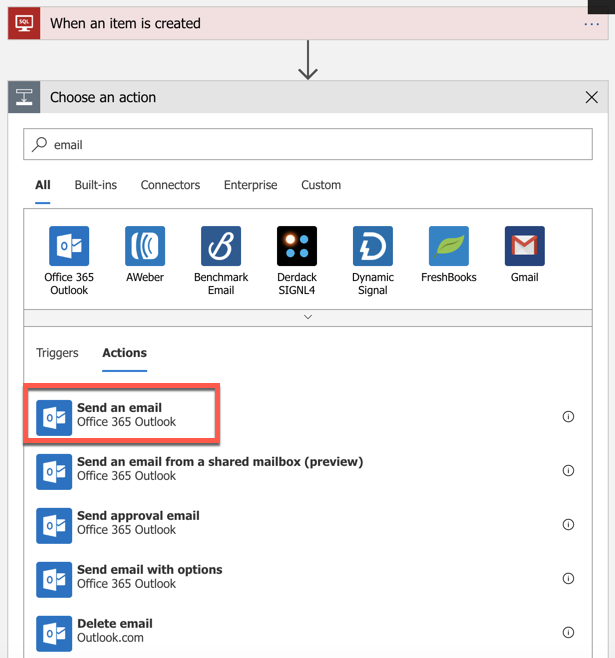 SQL
When an item is created
...
Choose an action
email
All Built-ins Connectors Enterprise Custom
Office 365 AWeber Benchmark Derdack Dynamic FreshBooks Gmail
Outlook Email SIGNL4 Signal
Triggers Actions
Send an email
Office 365 Outlook
Send an email from a shared mailbox (preview)
Office 365 Outlook
Send approval email
Office 365 Outlook
Send email with options
Office 365 Outlook
Delete email
Outlook.com